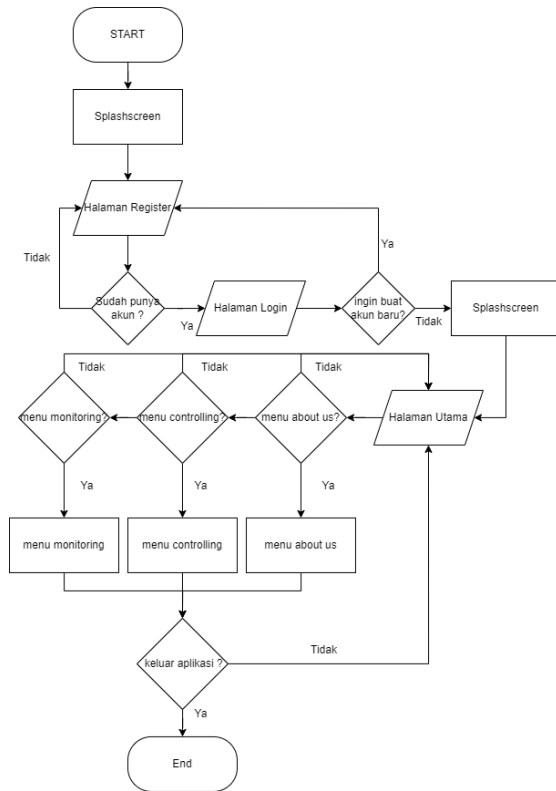 START
Splashscreen
Halaman Register
Tidak
Ya
Sudah punya
akun ?
Ya
Halaman Login
ingin buat
akun baru?
Tidak
Splashscreen
Tidak
Tidak
Tidak
menu monitoring?
menu controlling?
menu about us?
Halaman Utama
Ya
Ya
Ya
menu monitoring
menu controlling
menu about us
keluar aplikasi ?
Tidak
Ya
End